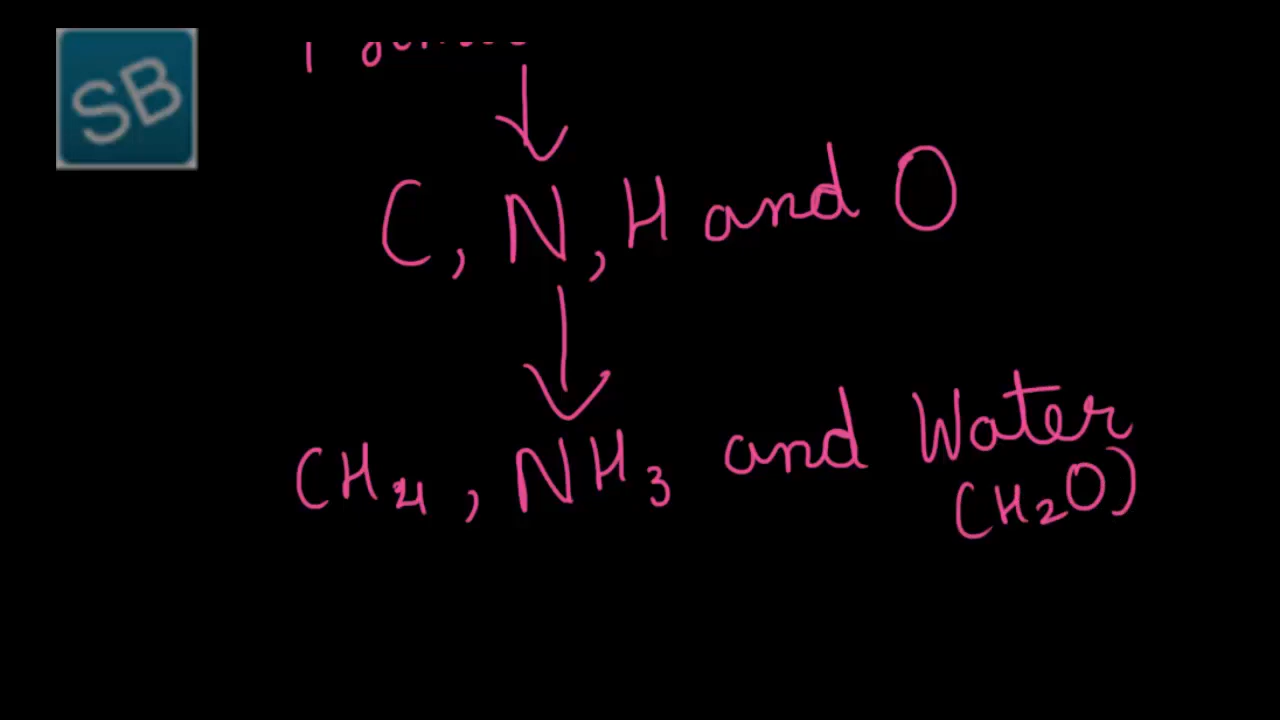 SB
C, N, H and O
CH4, NH3 and Water
(H2O)